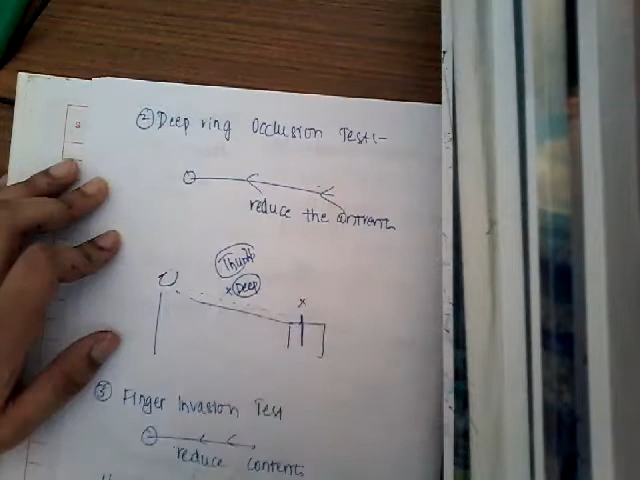 ② Deep ring Occlusion Test:-
reduce the contents
Thumb
x Deep
x
③ Finger Invasion Test
reduce contents